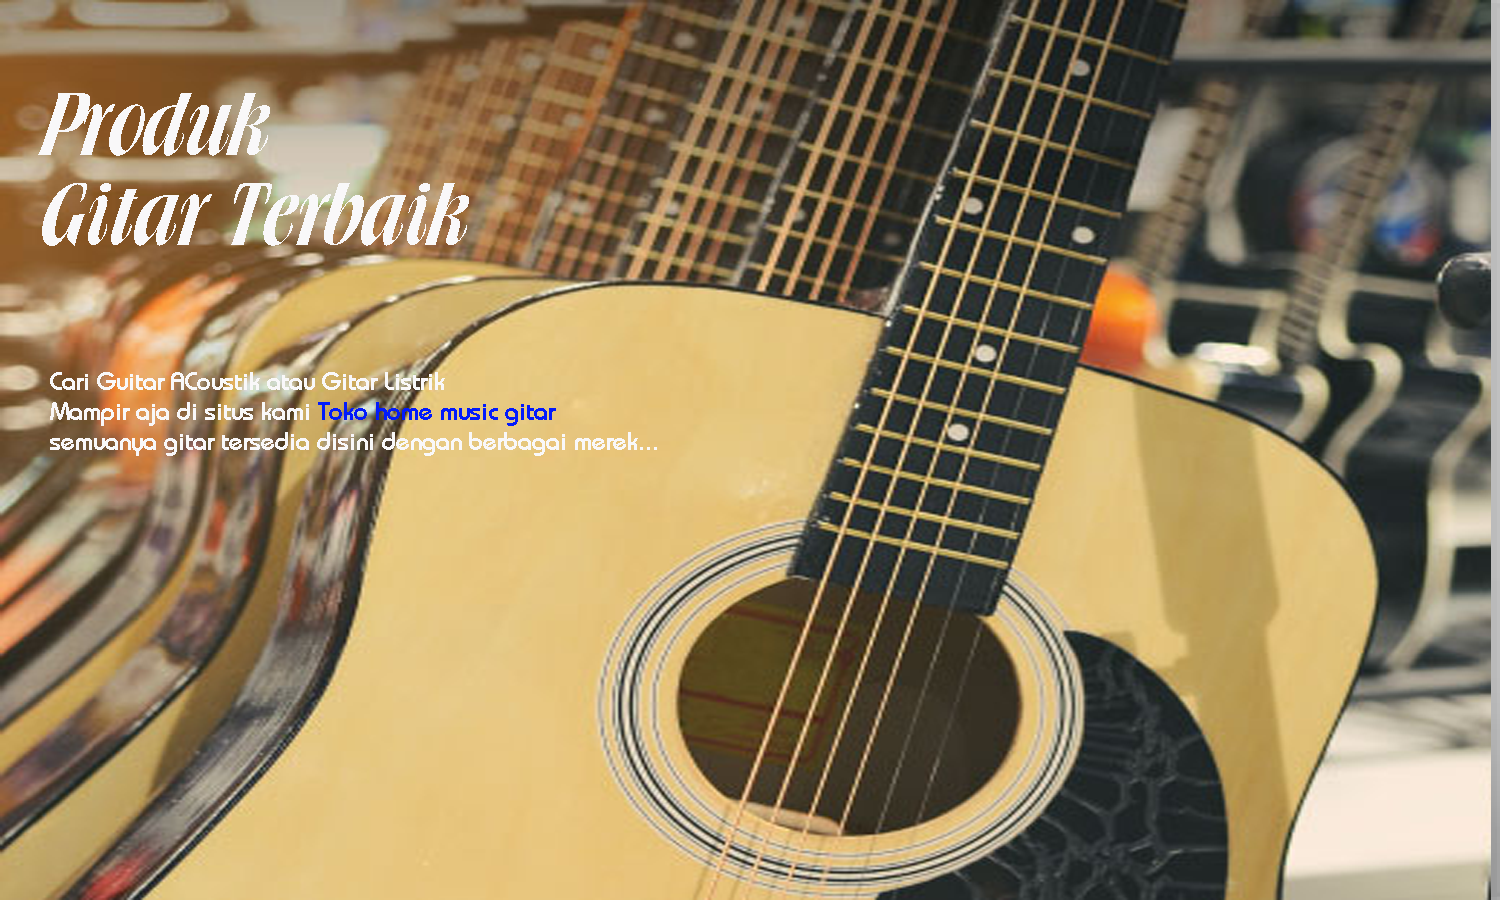 Produk
Gitar Terbaik
Cari Guitar ACoustik atau Gitar Listrik
Mampir aja di situs kami Toko home music gitar
semuanya gitar tersedia disini dengan berbagai merek...